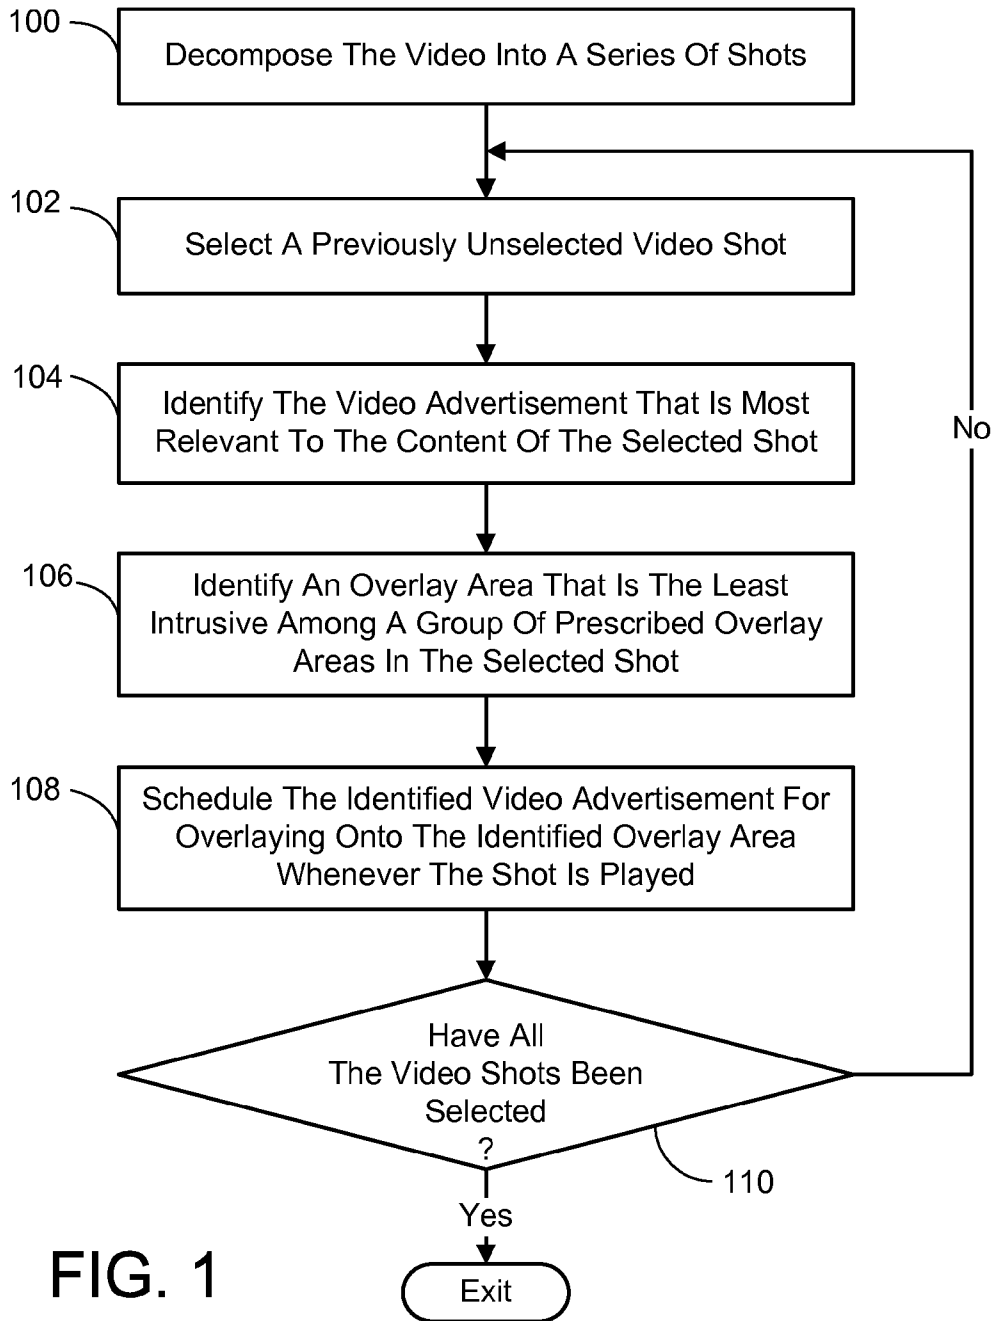 100
Decompose The Video Into A Series Of Shots
102
Select A Previously Unselected Video Shot
104
Identify The Video Advertisement That Is Most
Relevant To The Content Of The Selected Shot
No
106
Identify An Overlay Area That Is The Least
Intrusive Among A Group Of Prescribed Overlay
Areas In The Selected Shot
108
Schedule The Identified Video Advertisement For
Overlaying Onto The Identified Overlay Area
Whenever The Shot Is Played
Have All
The Video Shots Been
Selected
?
110
Yes
Exit
FIG. 1